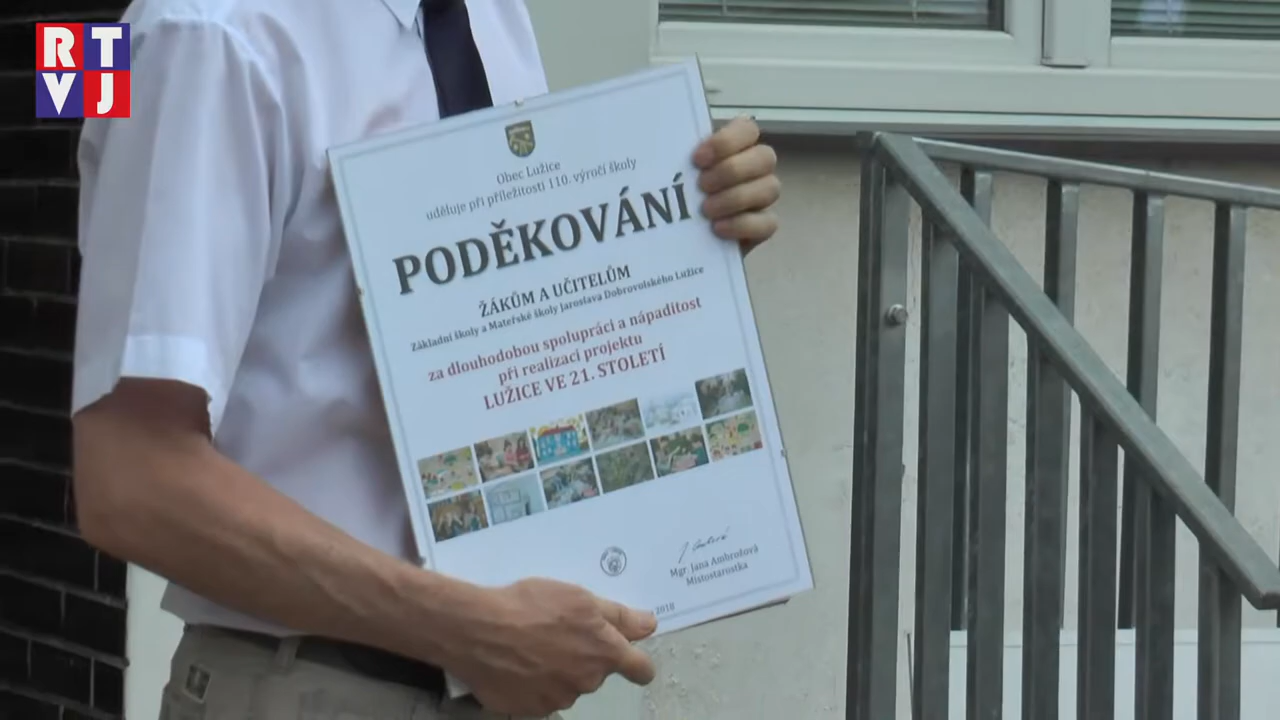 RT
VJ
Obec Lužice
uděluje při příležitosti 110. výročí školy
PODĚKOVÁNÍ
ŽÁKŮM A UČITELŮM
Základní školy a Mateřské školy Jaroslava Dobrovolského Lužice
za dlouhodobou spolupráci a nápaditost
při realizaci projektu
LUŽICE VE 21. STOLETÍ
Mgr. Jana Ambrožová
Místostarostka
2018